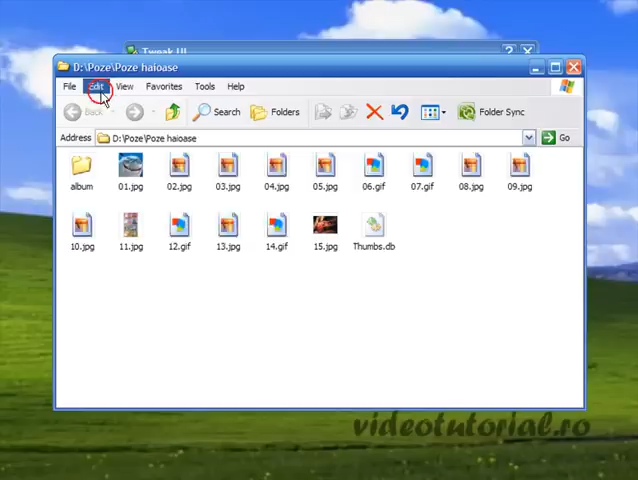 Tweak UI
D:\Poze\Poze haioase
File Edit View Favorites Tools Help
Back Search Folders Folder Sync
Address D:\Poze\Poze haioase Go
album 01.jpg 02.jpg 03.jpg 04.jpg 05.jpg 06.gif 07.gif 08.jpg 09.jpg
10.jpg 11.jpg 12.gif 13.jpg 14.gif 15.jpg Thumbs.db
videotutorial.ro